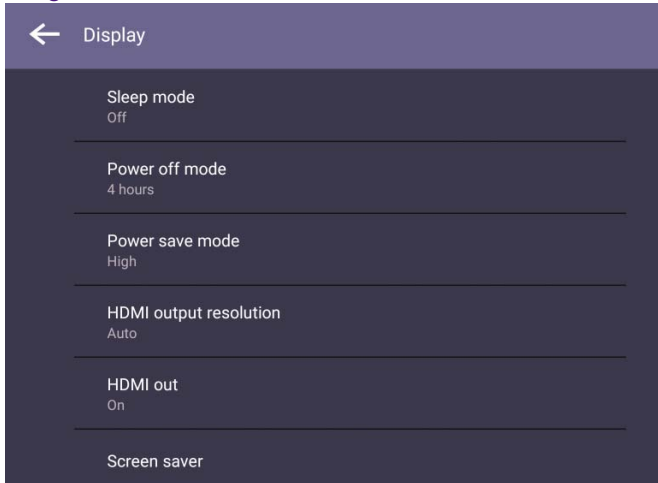 Display
Sleep mode
Off
Power off mode
4 hours
Power save mode
High
HDMI output resolution
Auto
HDMI out
On
Screen saver